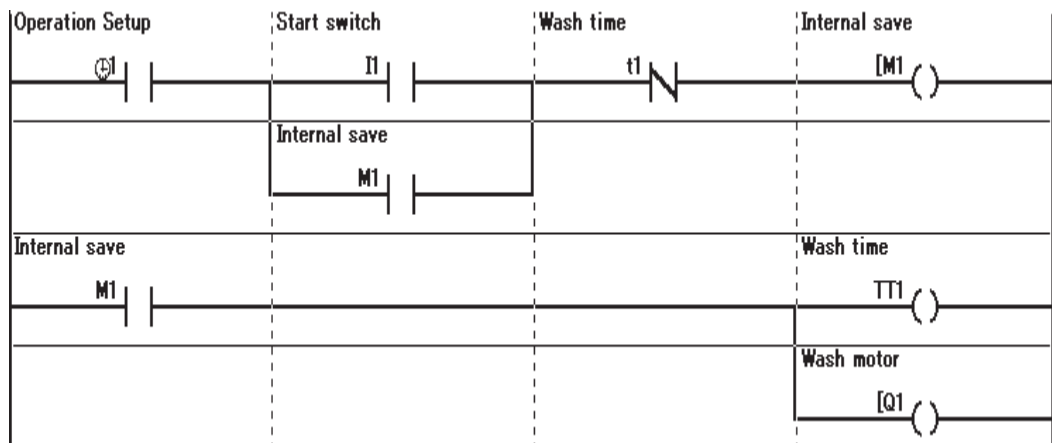 Operation Setup Start switch Wash time Internal save
1 I1 t1 [M1
Internal save
M1
Internal save Wash time
M1 TT1
Wash motor
[Q1